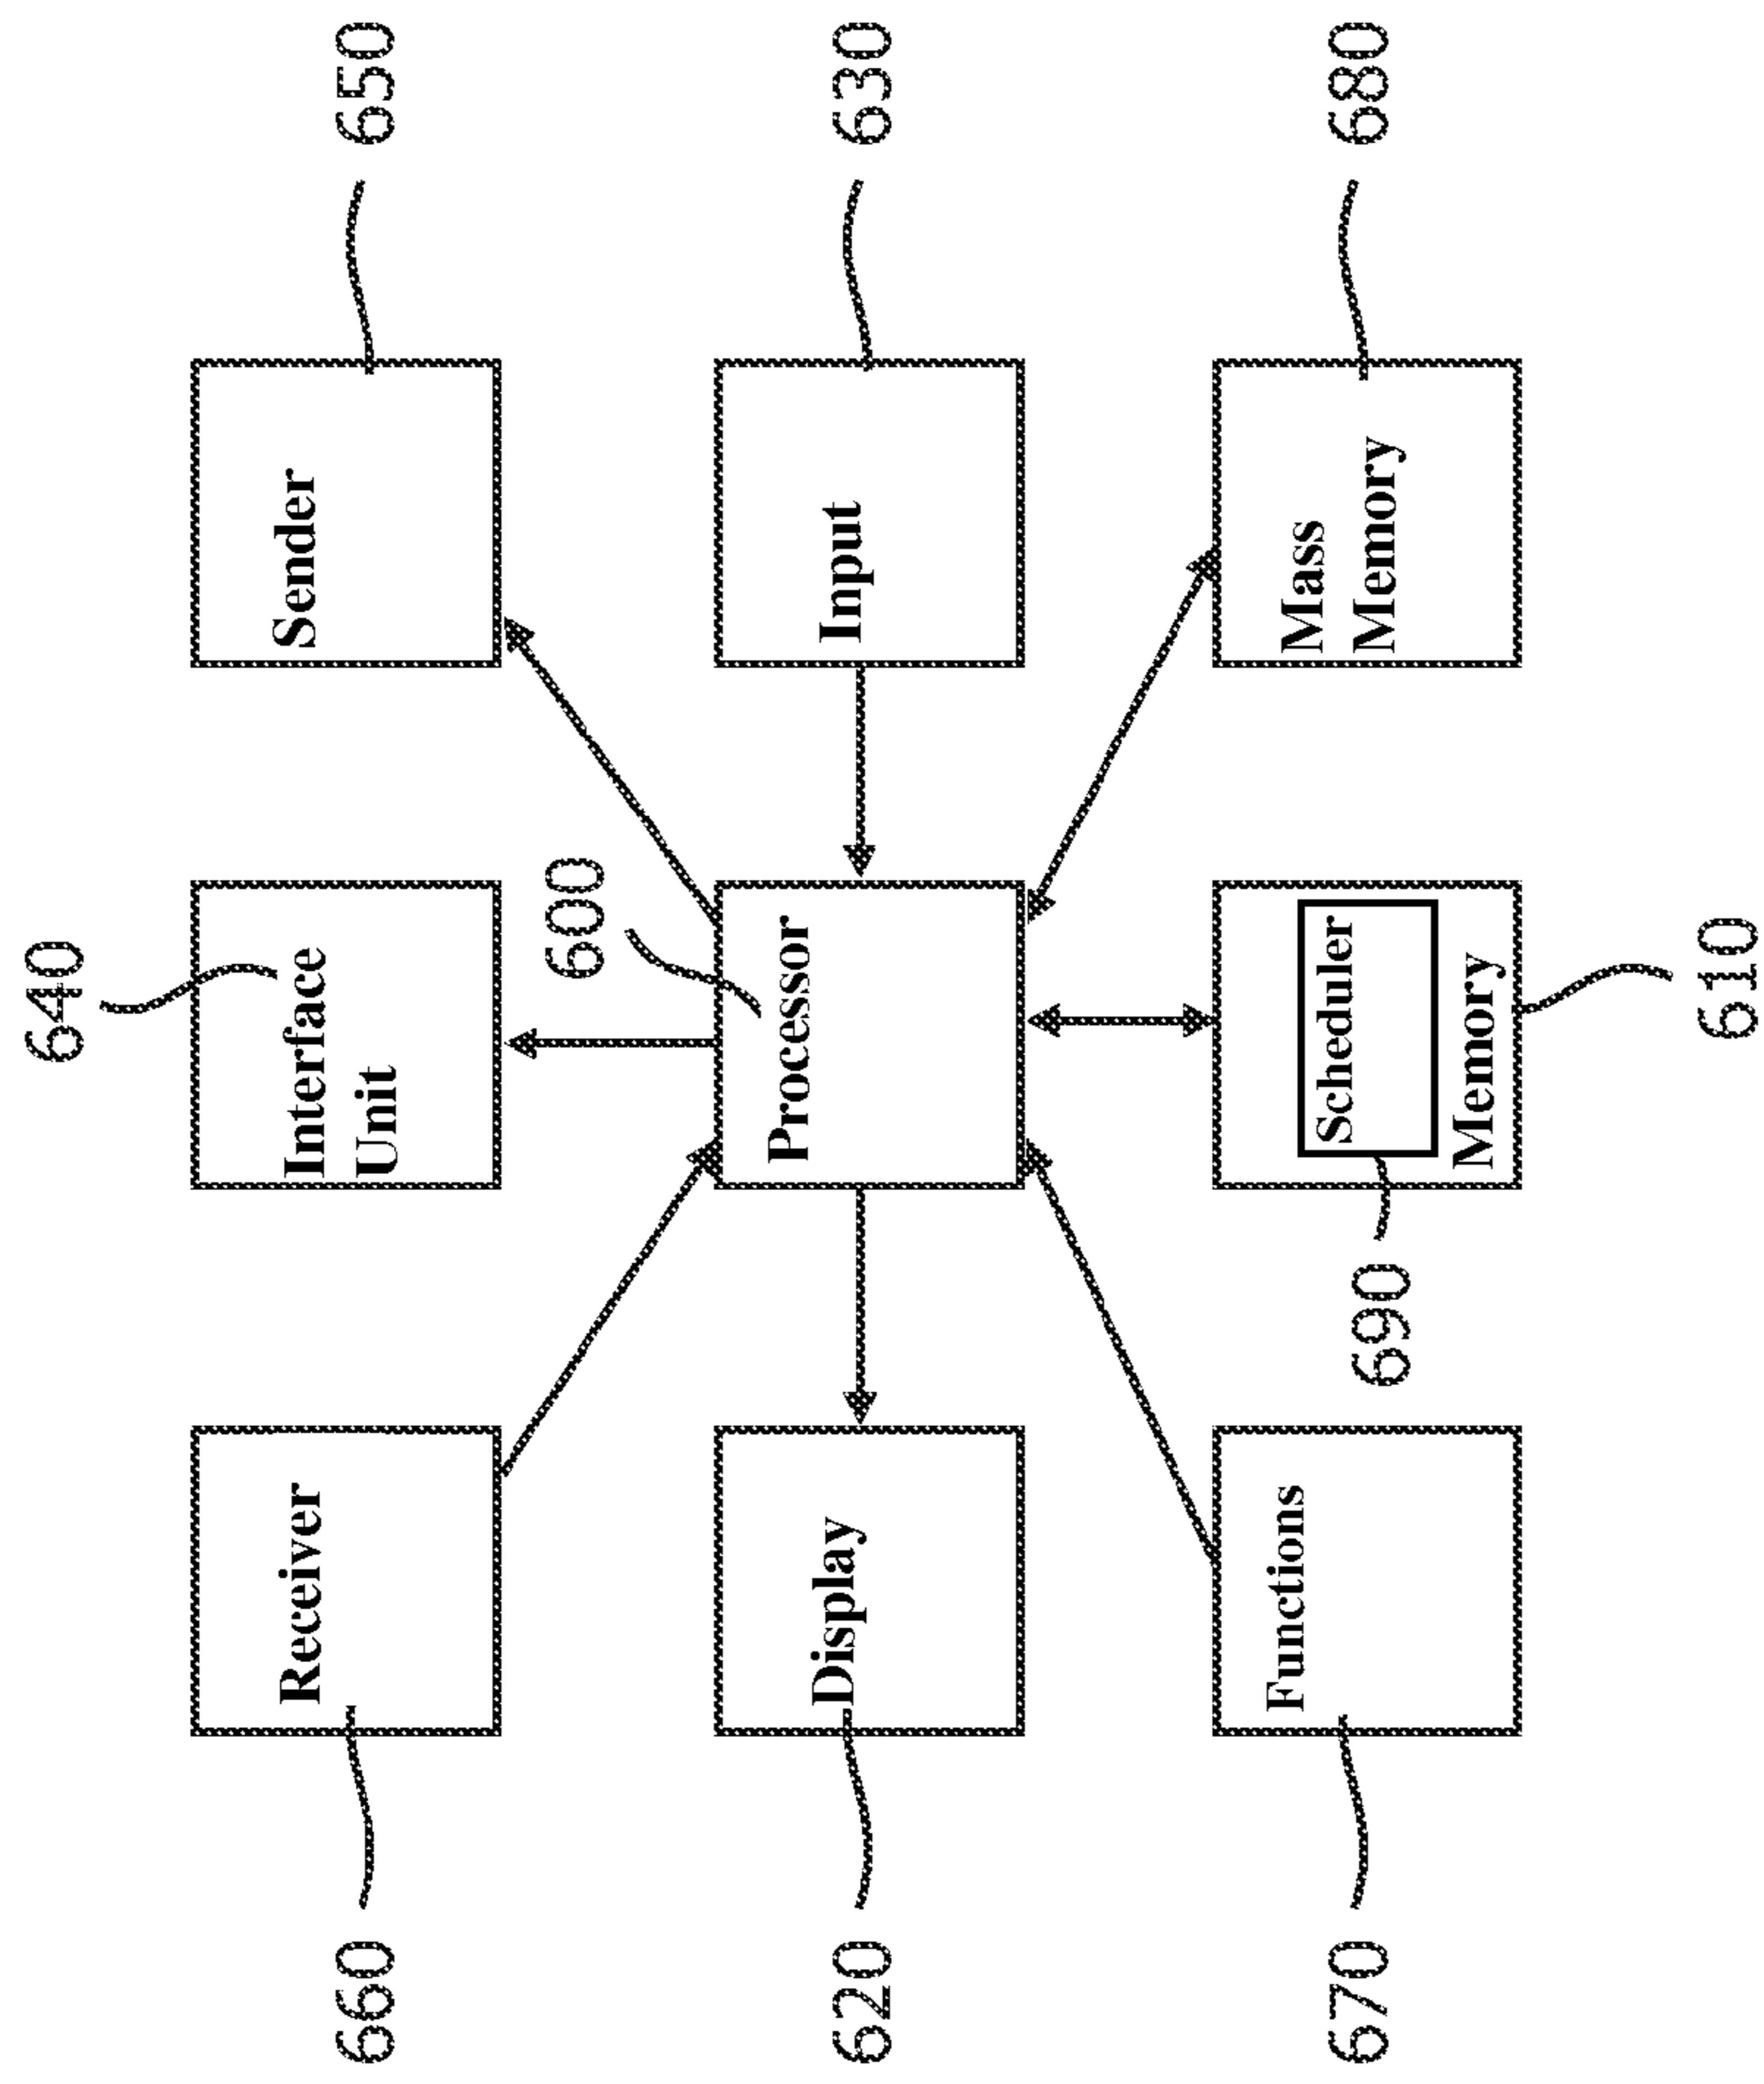 640
660
Receiver
Interface
Unit
Sender
650
600
620
Display
Processor
Input
630
670
Functions
690
Scheduler
Memory
Mass
Memory
680
610